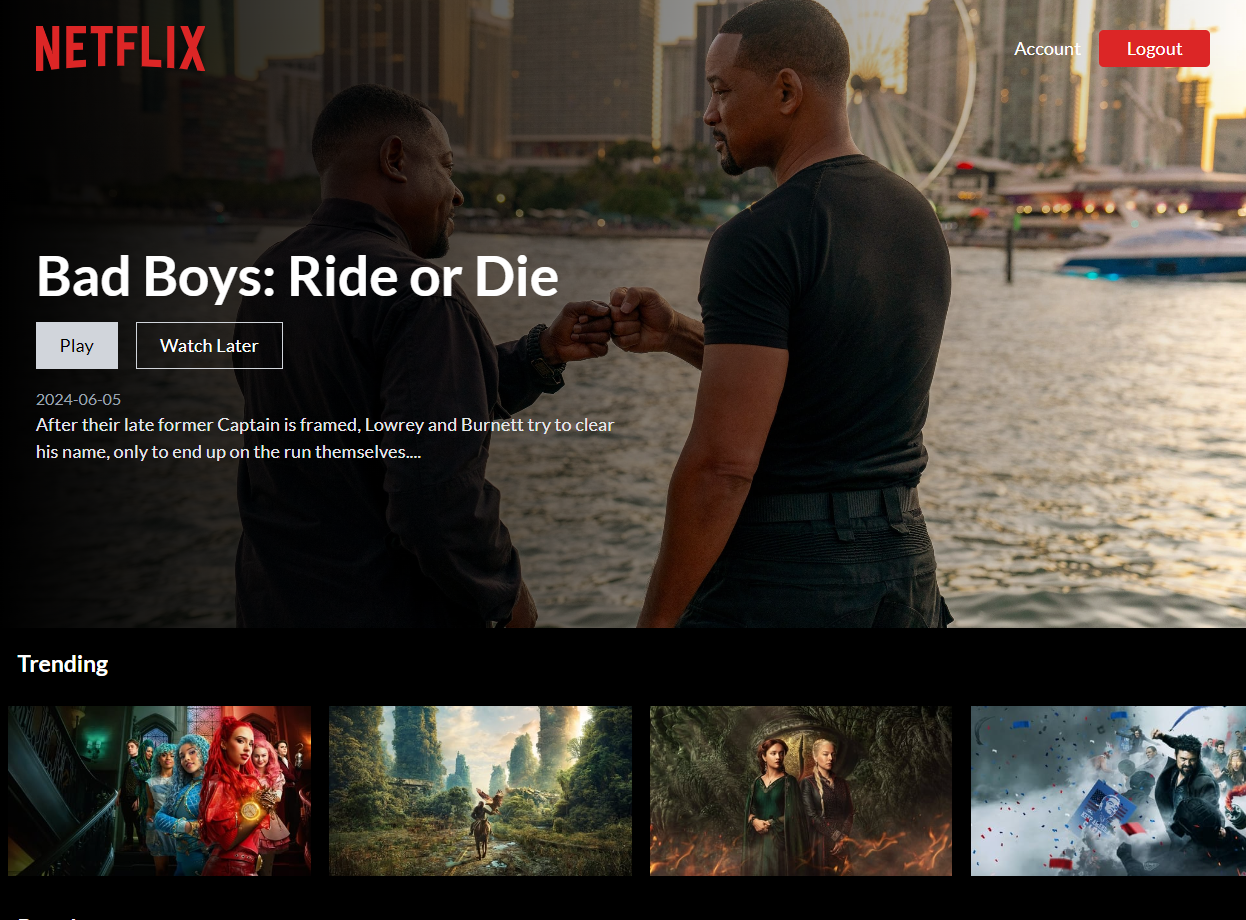 NETFLIX
Account
Logout
Bad Boys: Ride or Die
Play
Watch Later
2024-06-05
After their late former Captain is framed, Lowrey and Burnett try to clear
his name, only to end up on the run themselves....
Trending